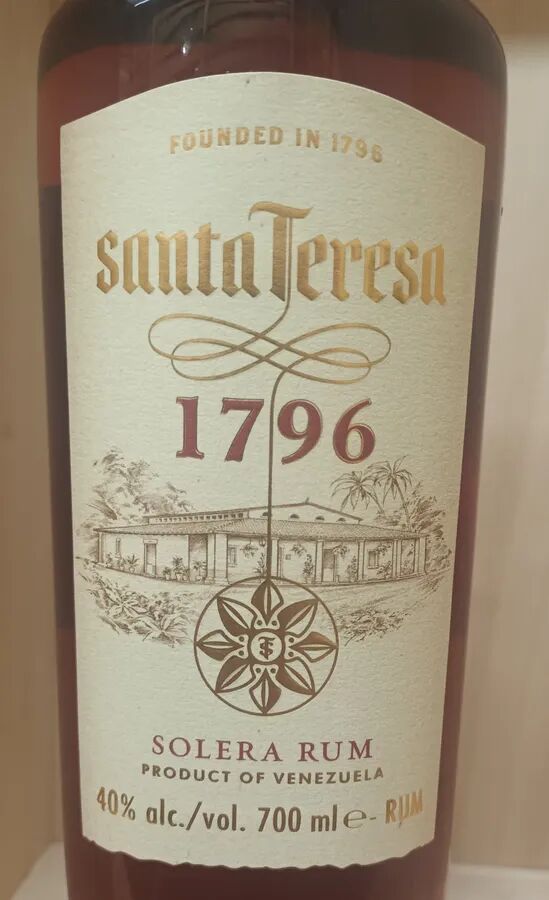 FOUNDED IN 1796
santa Teresa
1796
SOLERA RUM
PRODUCT OF VENEZUELA
40% alc./vol. 700 ml ℮ - RUM